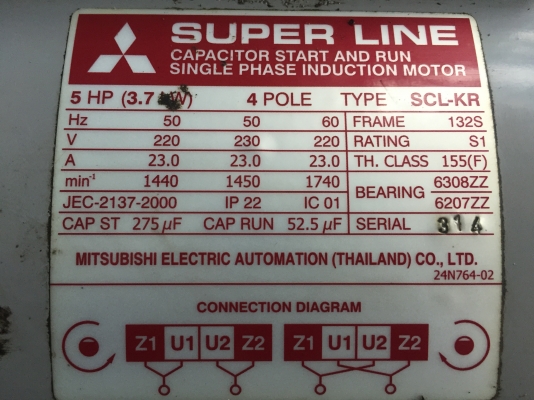 SUPER LINE
CAPACITOR START AND RUN
SINGLE PHASE INDUCTION MOTOR
5 HP (3.7 kW) 4 POLE TYPE SCL-KR
Hz 50 50 60 FRAME 132S
V 220 230 220 RATING S1
A 23.0 23.0 23.0 TH. CLASS 155(F)
min⁻¹ 1440 1450 1740 BEARING 6308ZZ
JEC-2137-2000 IP 22 IC 01 6207ZZ
CAP ST 275 µF CAP RUN 52.5 µF SERIAL 314
MITSUBISHI ELECTRIC AUTOMATION (THAILAND) CO., LTD.
24N764-02
CONNECTION DIAGRAM
Z1 U1 U2 Z2 Z1 U1 U2 Z2